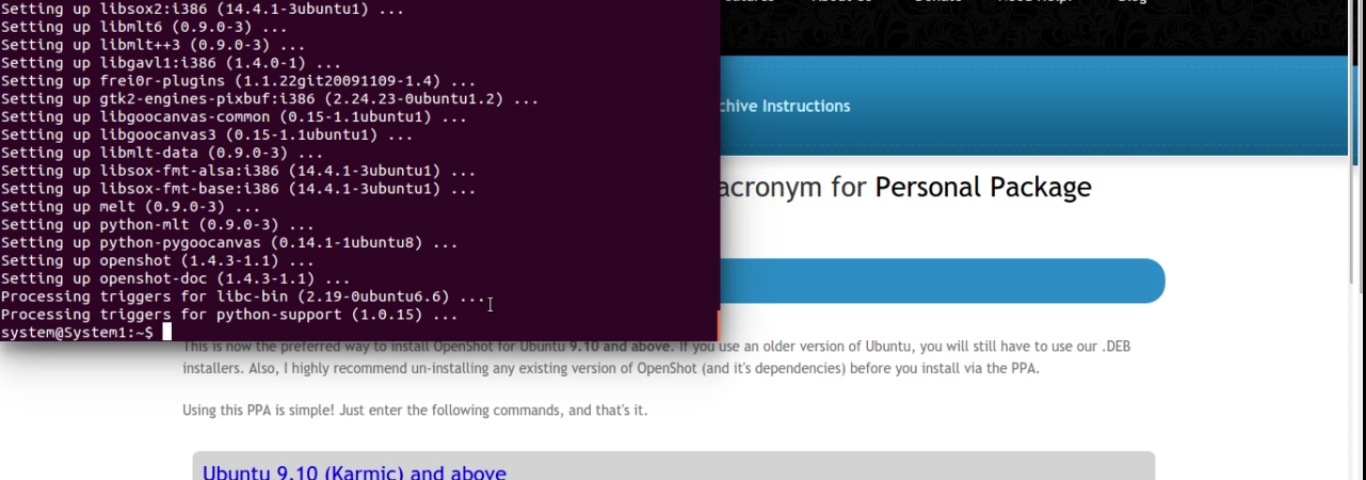 Setting up libsox2:i386 (14.4.1-3ubuntu1) ...
Setting up libmlt6 (0.9.0-3) ...
Setting up libmlt++3 (0.9.0-3) ...
Setting up libgavl1:i386 (1.4.0-1) ...
Setting up frei0r-plugins (1.1.22git20091109-1.4) ...
Setting up gtk2-engines-pixbuf:i386 (2.24.23-0ubuntu1.2) ...
Setting up libgoocanvas-common (0.15-1.1ubuntu1) ...
Setting up libgoocanvas3 (0.15-1.1ubuntu1) ...
Setting up libmlt-data (0.9.0-3) ...
Setting up libsox-fmt-alsa:i386 (14.4.1-3ubuntu1) ...
Setting up libsox-fmt-base:i386 (14.4.1-3ubuntu1) ...
Setting up melt (0.9.0-3) ...
Setting up python-mlt (0.9.0-3) ...
Setting up python-pygoocanvas (0.14.1-1ubuntu8) ...
Setting up openshot (1.4.3-1.1) ...
Setting up openshot-doc (1.4.3-1.1) ...
Processing triggers for libc-bin (2.19-0ubuntu6.6) ...
Processing triggers for python-support (1.0.15) ...
system@System1:~$
chive Instructions
acronym for Personal Package
This is now the preferred way to install OpenShot for Ubuntu 9.10 and above. If you use an older version of Ubuntu, you will still have to use our .DEB
installers. Also, I highly recommend un-installing any existing version of OpenShot (and it's dependencies) before you install via the PPA.
Using this PPA is simple! Just enter the following commands, and that's it.
Ubuntu 9.10 (Karmic) and above